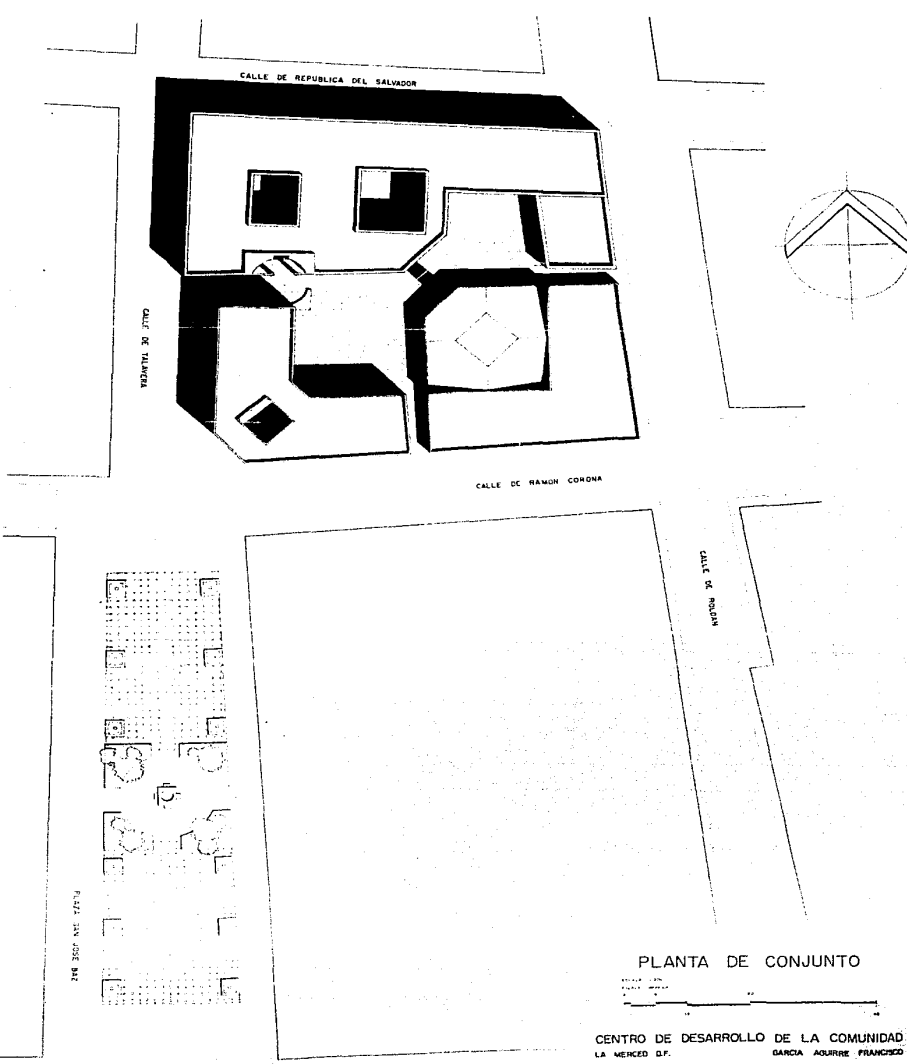 CALLE DE REPUBLICA DEL SALVADOR
CALLE DE TALAVERA
CALLE DE RAMON CORONA
CALLE DE ROLDAN
PLAZA SAN JOSE BAZ
PLANTA DE CONJUNTO
CENTRO DE DESARROLLO DE LA COMUNIDAD
LA MERCED D.F. GARCIA AGUIRRE FRANCISCO